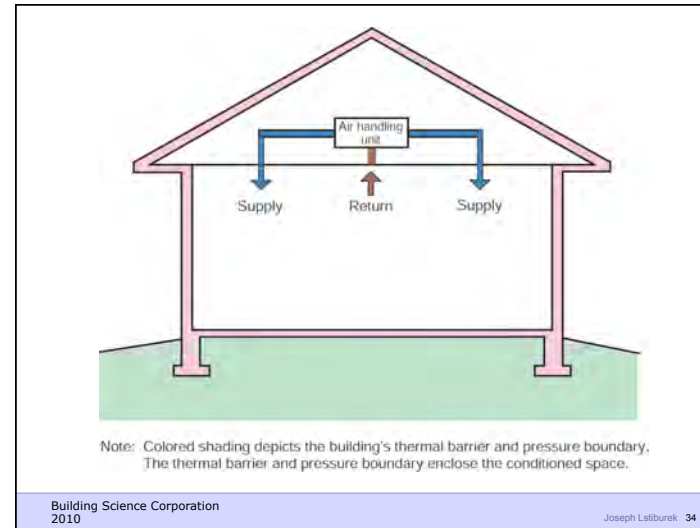 Air handling
unit
Supply
Return
Supply
Note: Colored shading depicts the building's thermal barrier and pressure boundary.
The thermal barrier and pressure boundary enclose the conditioned space.
Building Science Corporation
2010
Joseph Lstiburek 34